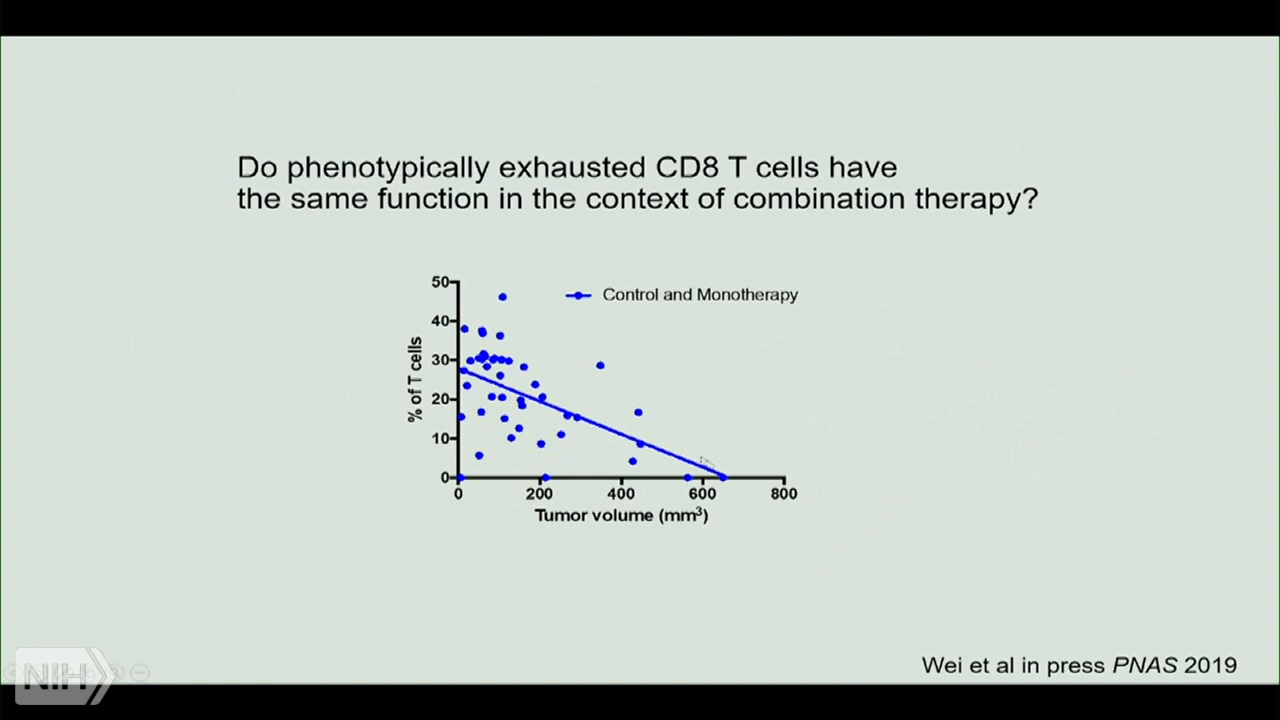 Do phenotypically exhausted CD8 T cells have
the same function in the context of combination therapy?
50
40
30
20
10
0
% of T cells
Control and Monotherapy
0 200 400 600 800
Tumor volume (mm³)
Wei et al in press PNAS 2019
NIH